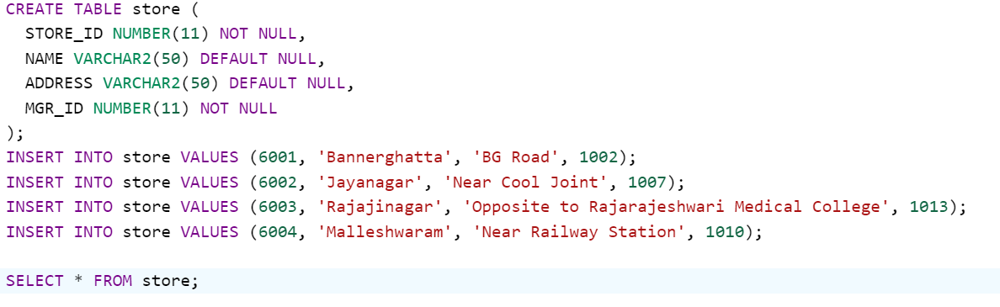 CREATE TABLE store (
  STORE_ID NUMBER(11) NOT NULL,
  NAME VARCHAR2(50) DEFAULT NULL,
  ADDRESS VARCHAR2(50) DEFAULT NULL,
  MGR_ID NUMBER(11) NOT NULL
);
INSERT INTO store VALUES (6001, 'Bannerghatta', 'BG Road', 1002);
INSERT INTO store VALUES (6002, 'Jayanagar', 'Near Cool Joint', 1007);
INSERT INTO store VALUES (6003, 'Rajajinagar', 'Opposite to Rajarajeshwari Medical College', 1013);
INSERT INTO store VALUES (6004, 'Malleshwaram', 'Near Railway Station', 1010);
SELECT * FROM store;